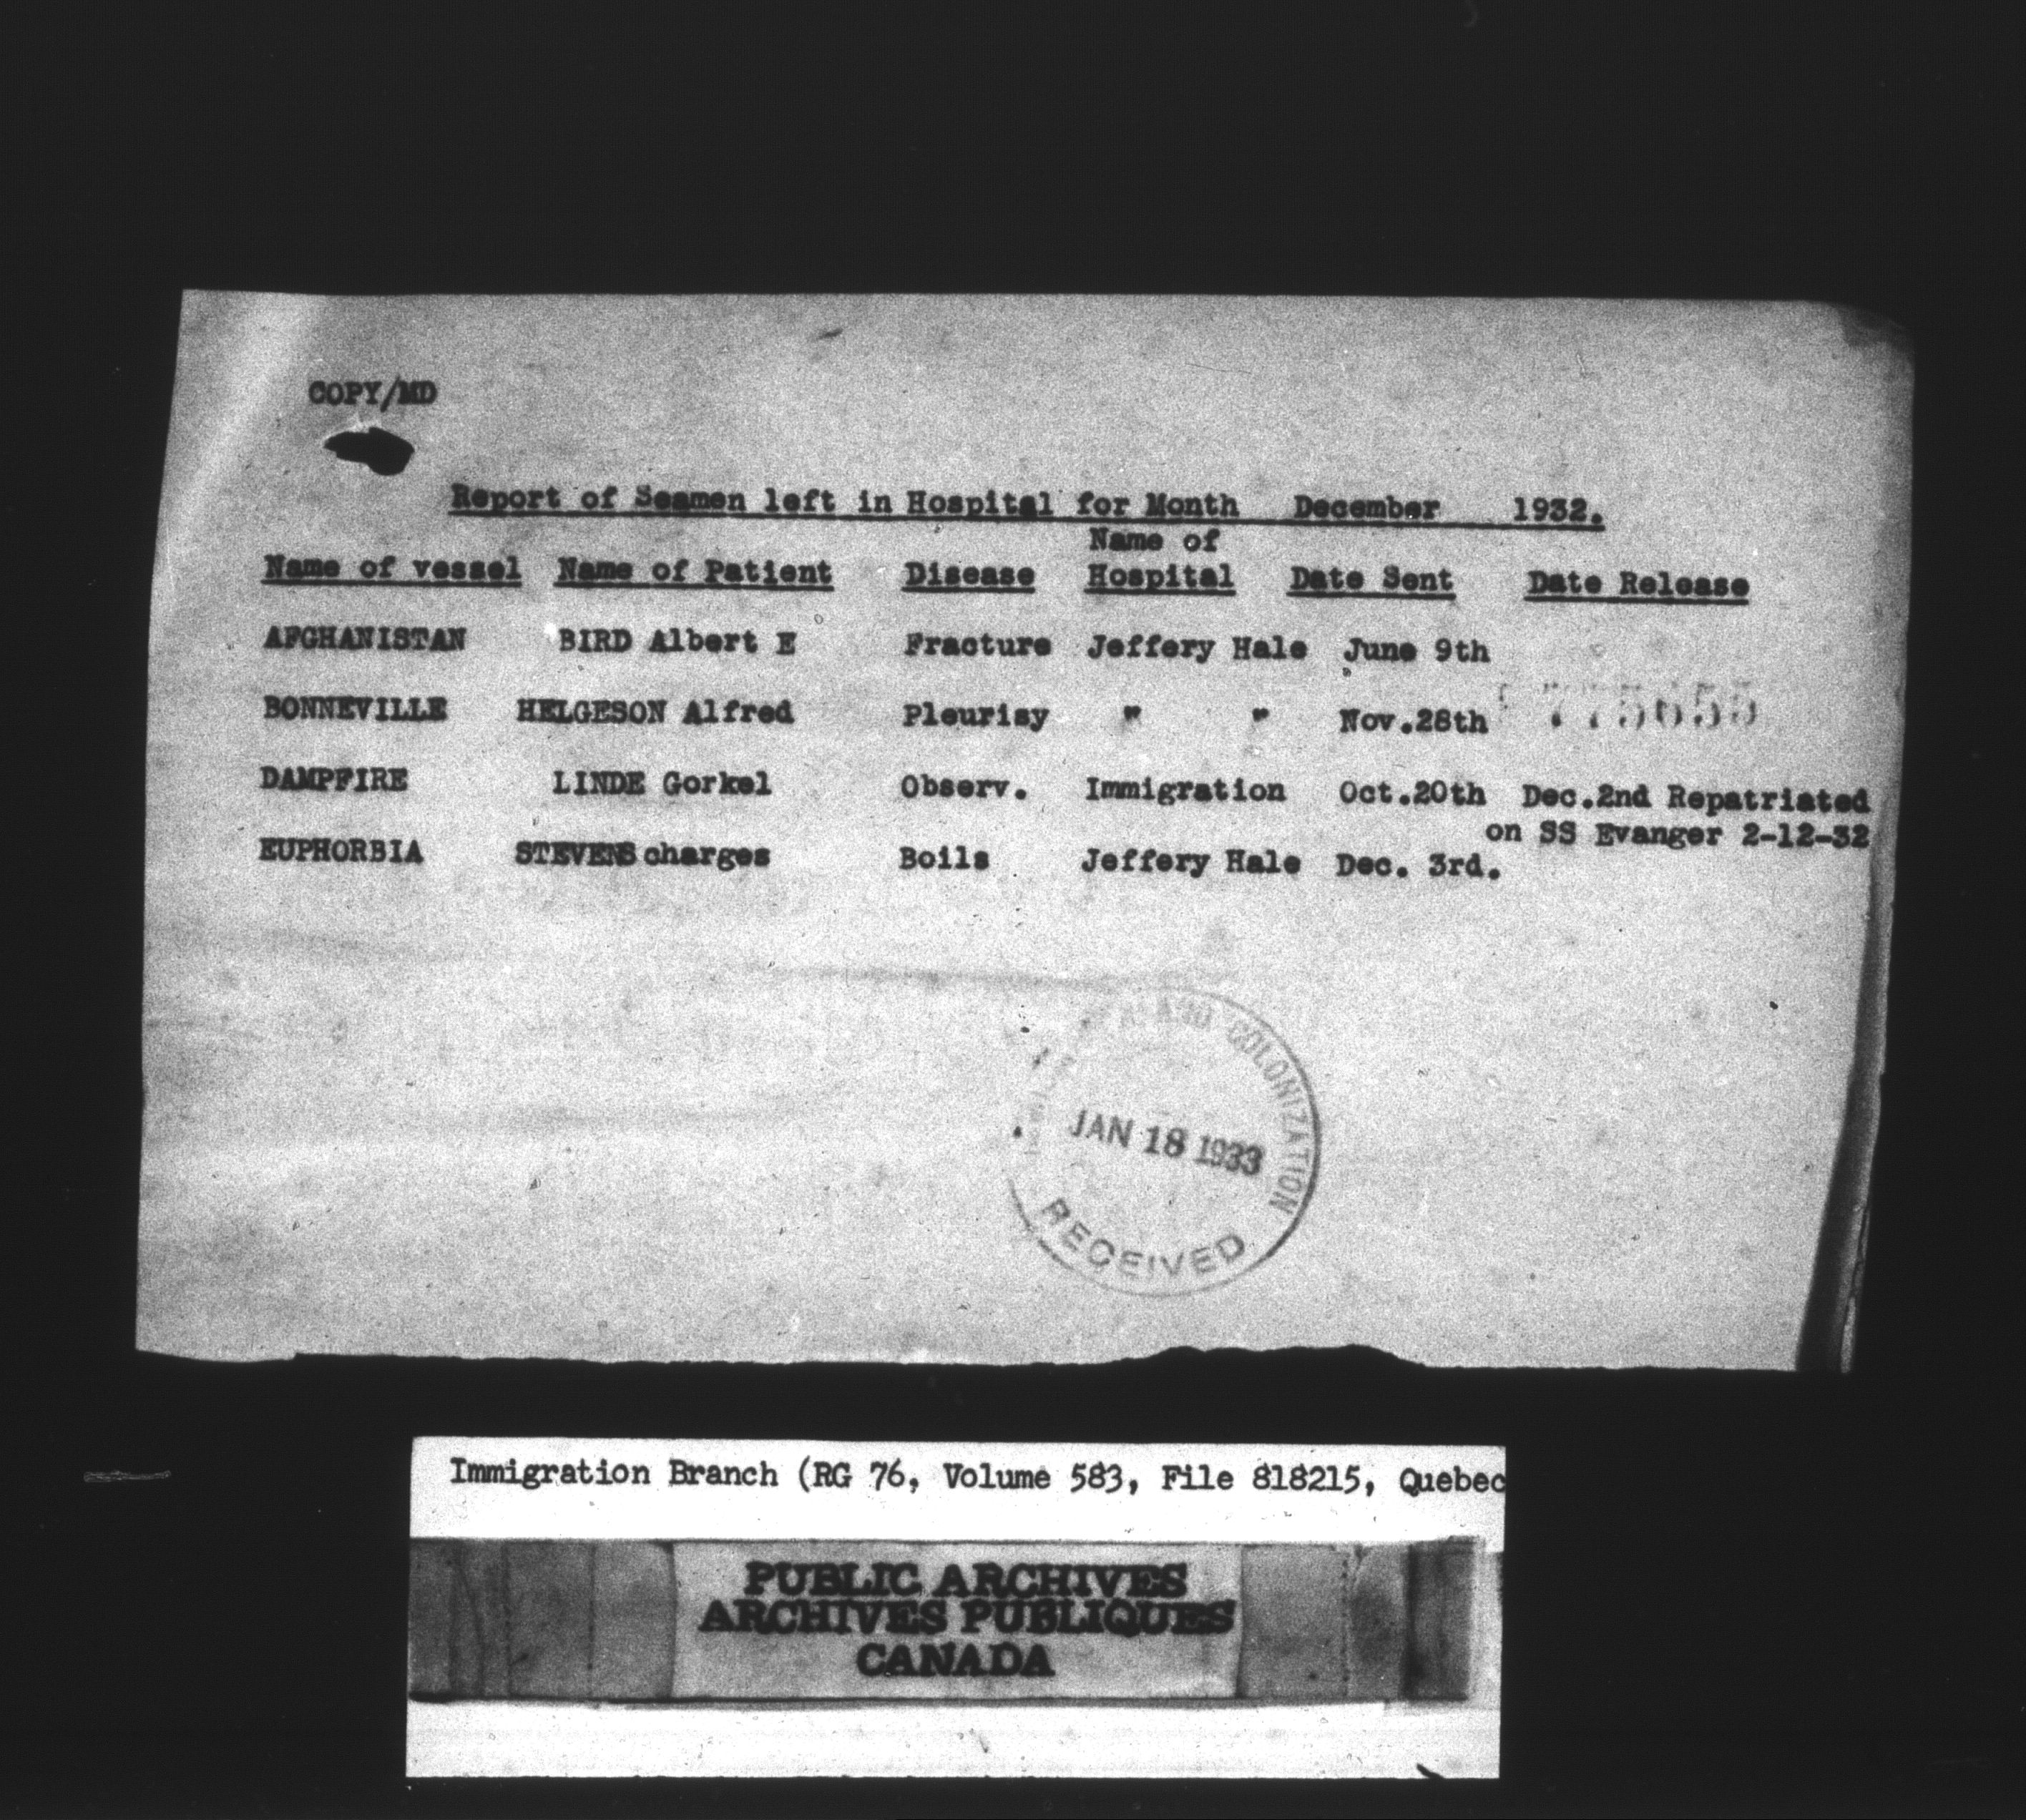 COPY/MD
Report of Seamen left in Hospital for Month December 1932.
Name of vessel Name of Patient Disease Name of Hospital Date Sent Date Release
AFGHANISTAN BIRD Albert E Fracture Jeffery Hale June 9th
BONNEVILLE HELGESON Alfred Pleurisy " " Nov.28th 775655
DAMPFIRE LINDE Gorkel Observ. Immigration Oct.20th Dec.2nd Repatriated
on SS Evanger 2-12-32
EUPHORBIA STEVENS charges Boils Jeffery Hale Dec. 3rd.
AND COLONIZATION
JAN 18 1933
RECEIVED
Immigration Branch (RG 76, Volume 583, File 818215, Quebec
PUBLIC ARCHIVES
ARCHIVES PUBLIQUES
CANADA